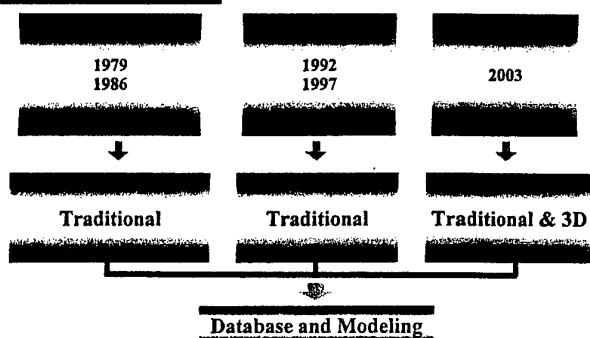 1979
1986
1992
1997
2003
Traditional
Traditional
Traditional & 3D
Database and Modeling